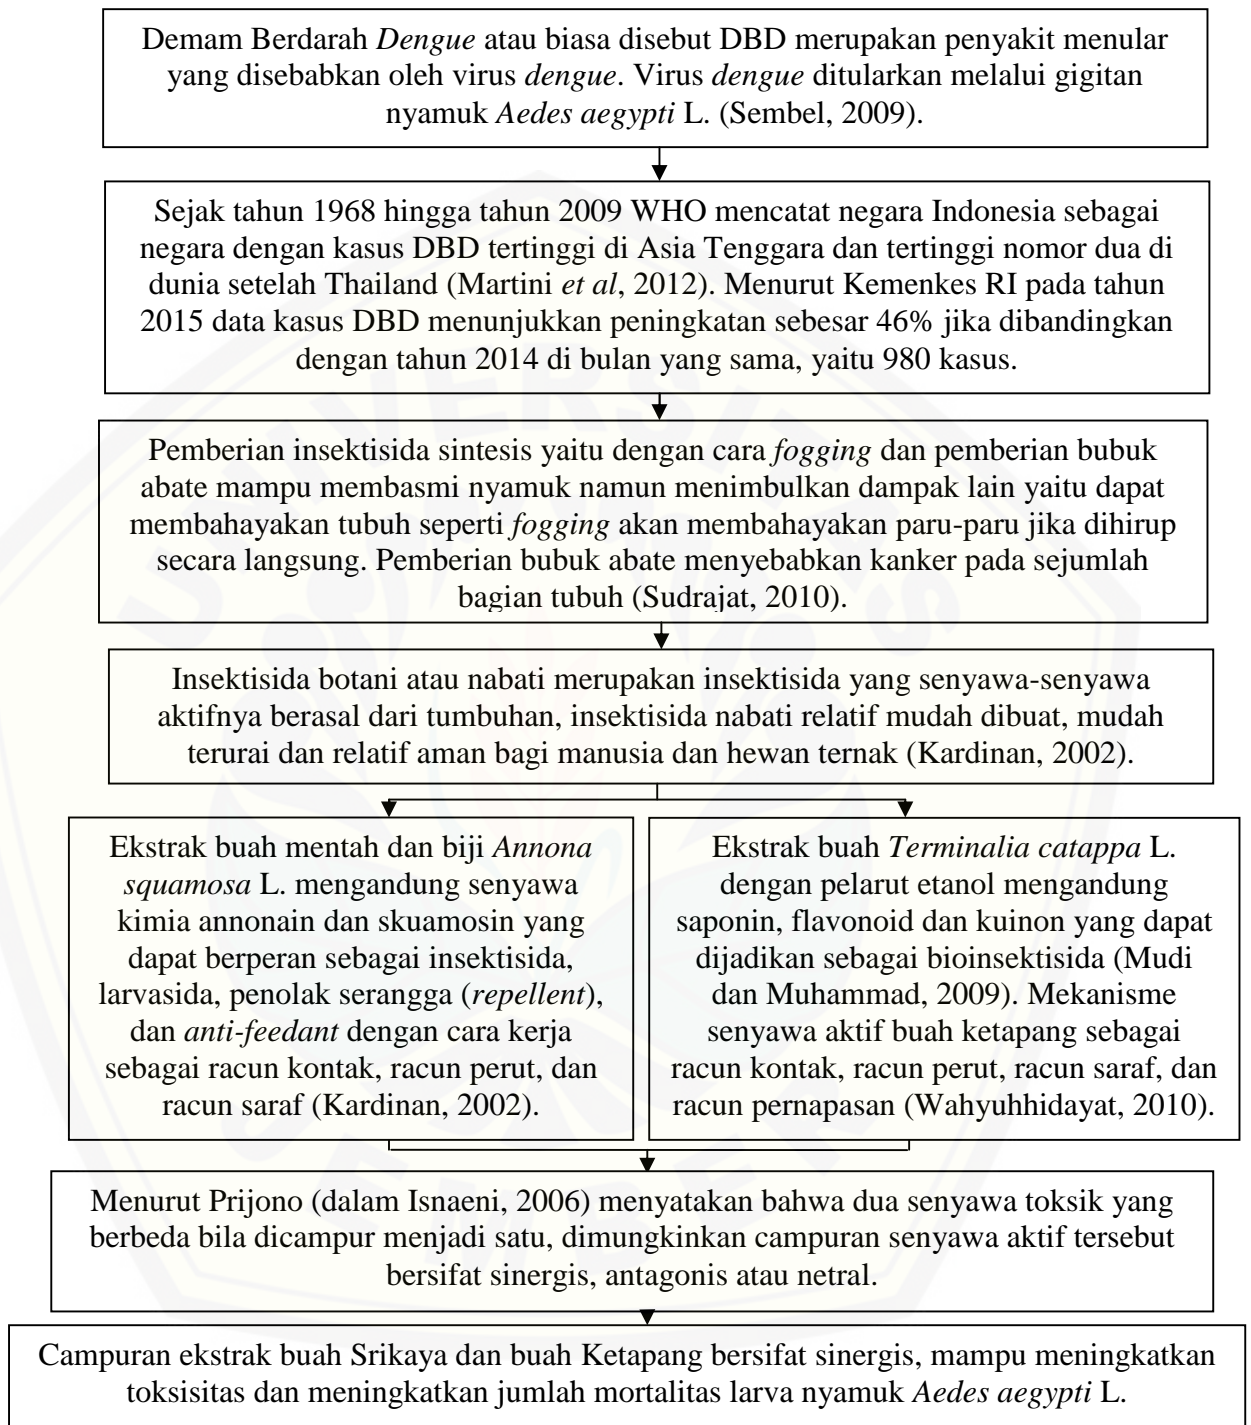 Demam Berdarah Dengue atau biasa disebut DBD merupakan penyakit menular
yang disebabkan oleh virus dengue. Virus dengue ditularkan melalui gigitan
nyamuk Aedes aegypti L. (Sembel, 2009).
Sejak tahun 1968 hingga tahun 2009 WHO mencatat negara Indonesia sebagai
negara dengan kasus DBD tertinggi di Asia Tenggara dan tertinggi nomor dua di
dunia setelah Thailand (Martini et al, 2012). Menurut Kemenkes RI pada tahun
2015 data kasus DBD menunjukkan peningkatan sebesar 46% jika dibandingkan
dengan tahun 2014 di bulan yang sama, yaitu 980 kasus.
Pemberian insektisida sintesis yaitu dengan cara fogging dan pemberian bubuk
abate mampu membasmi nyamuk namun menimbulkan dampak lain yaitu dapat
membahayakan tubuh seperti fogging akan membahayakan paru-paru jika dihirup
secara langsung. Pemberian bubuk abate menyebabkan kanker pada sejumlah
bagian tubuh (Sudrajat, 2010).
Insektisida botani atau nabati merupakan insektisida yang senyawa-senyawa
aktifnya berasal dari tumbuhan, insektisida nabati relatif mudah dibuat, mudah
terurai dan relatif aman bagi manusia dan hewan ternak (Kardinan, 2002).
Ekstrak buah mentah dan biji Annona
squamosa L. mengandung senyawa
kimia annonain dan skuamosin yang
dapat berperan sebagai insektisida,
larvasida, penolak serangga (repellent),
dan anti-feedant dengan cara kerja
sebagai racun kontak, racun perut, dan
racun saraf (Kardinan, 2002).
Ekstrak buah Terminalia catappa L.
dengan pelarut etanol mengandung
saponin, flavonoid dan kuinon yang dapat
dijadikan sebagai bioinsektisida (Mudi
dan Muhammad, 2009). Mekanisme
senyawa aktif buah ketapang sebagai
racun kontak, racun perut, racun saraf, dan
racun pernapasan (Wahyuhhidayat, 2010).
Menurut Prijono (dalam Isnaeni, 2006) menyatakan bahwa dua senyawa toksik yang
berbeda bila dicampur menjadi satu, dimungkinkan campuran senyawa aktif tersebut
bersifat sinergis, antagonis atau netral.
Campuran ekstrak buah Srikaya dan buah Ketapang bersifat sinergis, mampu meningkatkan
toksisitas dan meningkatkan jumlah mortalitas larva nyamuk Aedes aegypti L.
UNIVERSITAS
JEMBER